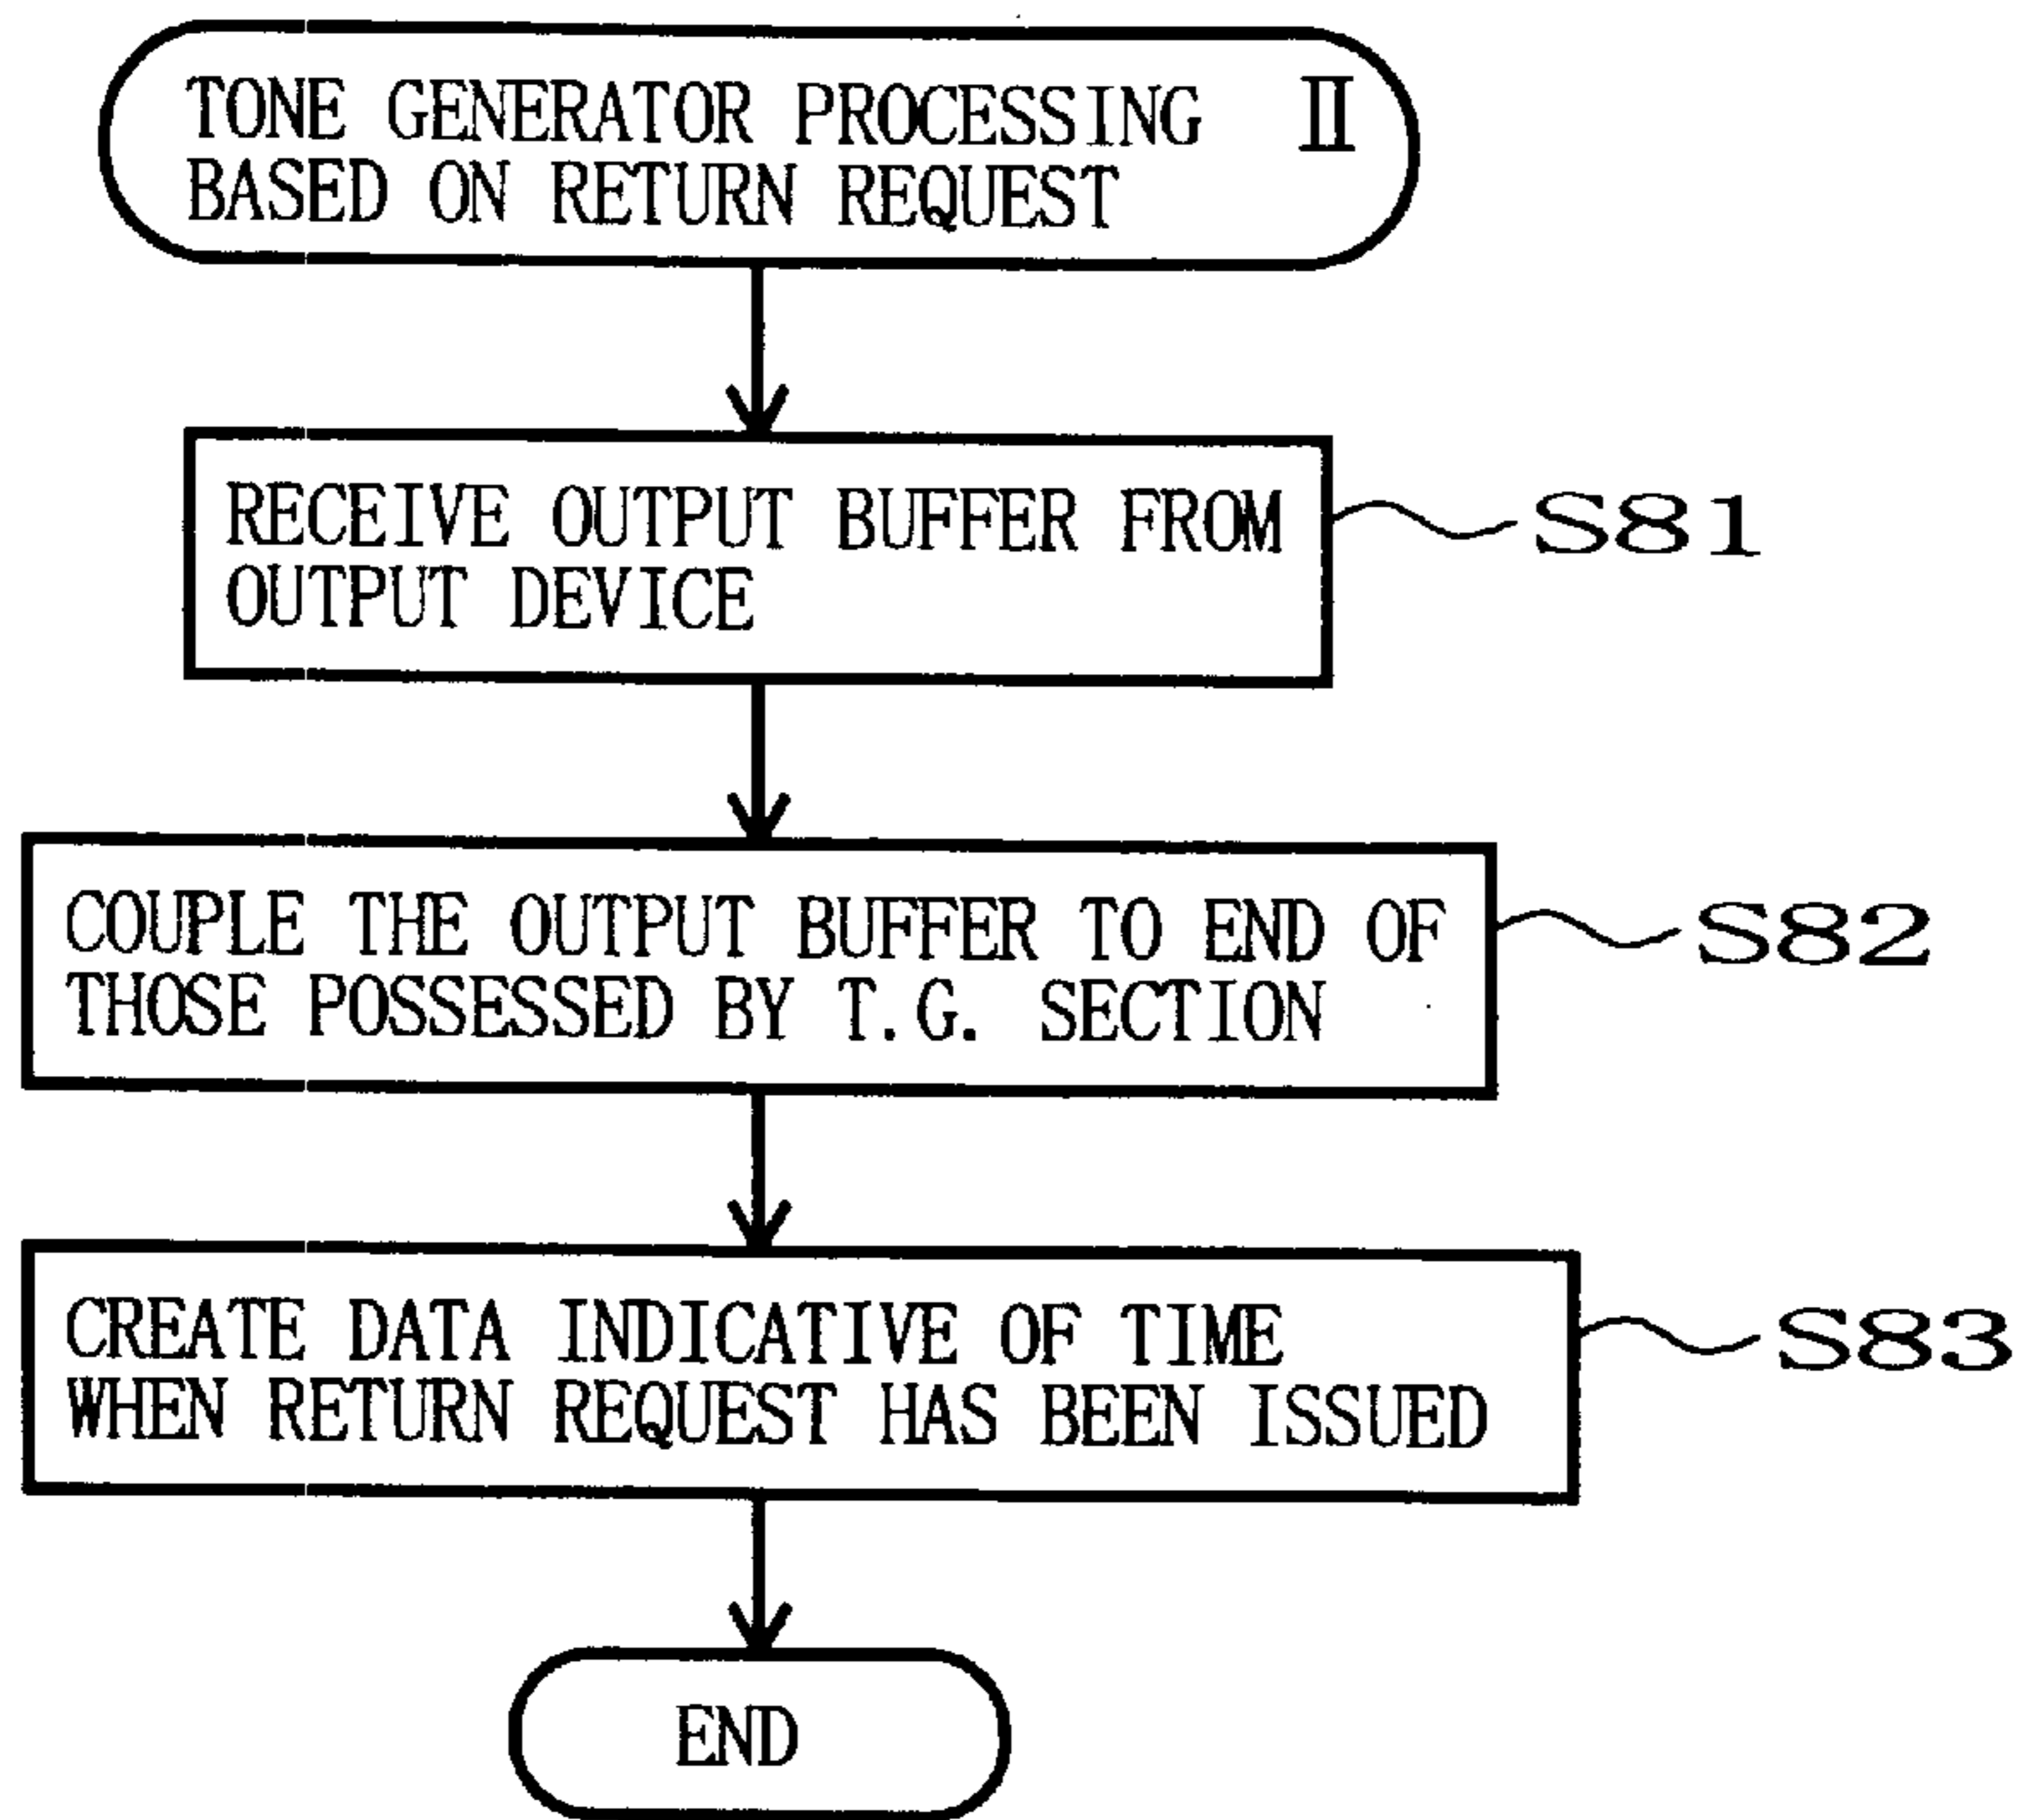 TONE GENERATOR PROCESSING II
BASED ON RETURN REQUEST
RECEIVE OUTPUT BUFFER FROM
OUTPUT DEVICE
S81
COUPLE THE OUTPUT BUFFER TO END OF
THOSE POSSESSED BY T.G. SECTION
S82
CREATE DATA INDICATIVE OF TIME
WHEN RETURN REQUEST HAS BEEN ISSUED
S83
END